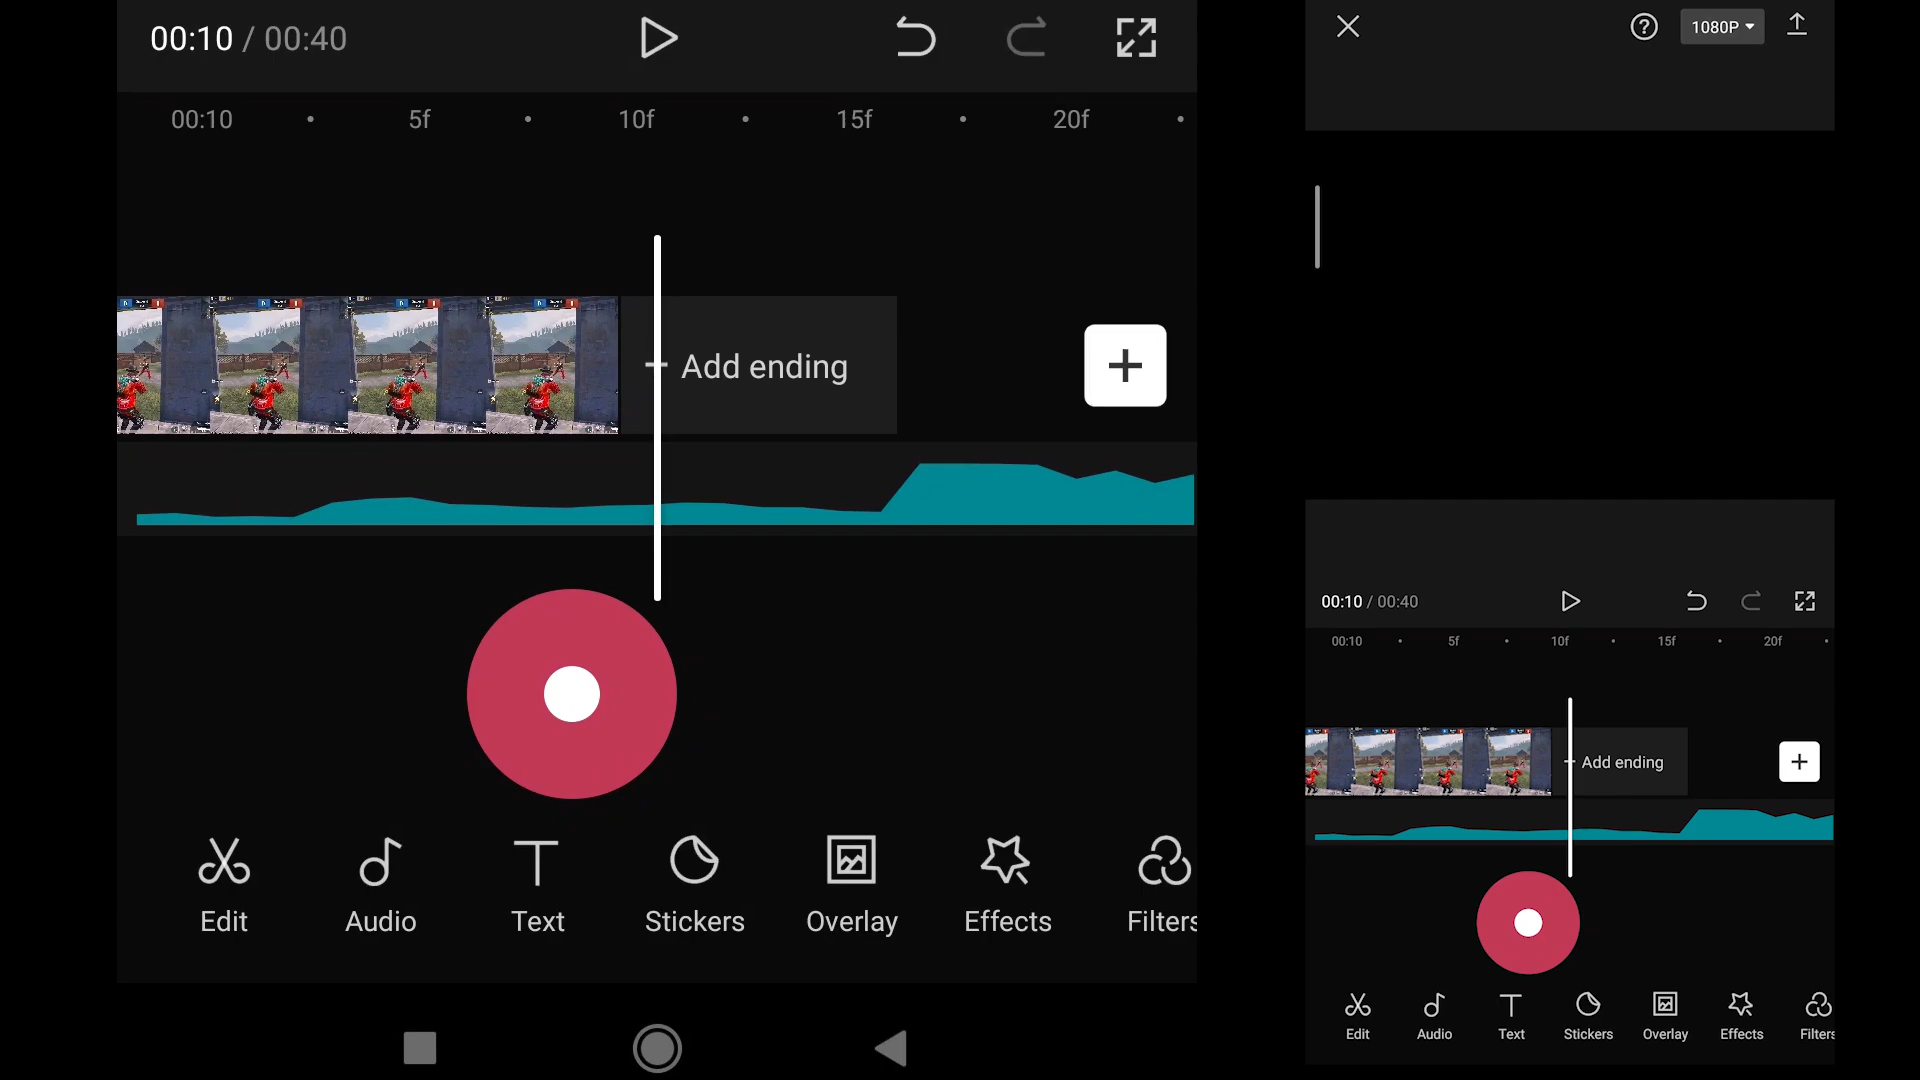 00:10 / 00:40
00:10 5f 10f 15f 20f
Add ending
Edit Audio Text Stickers Overlay Effects Filters
1080P
00:10 / 00:40
00:10 5f 10f 15f 20f
Add ending
Edit Audio Text Stickers Overlay Effects Filters